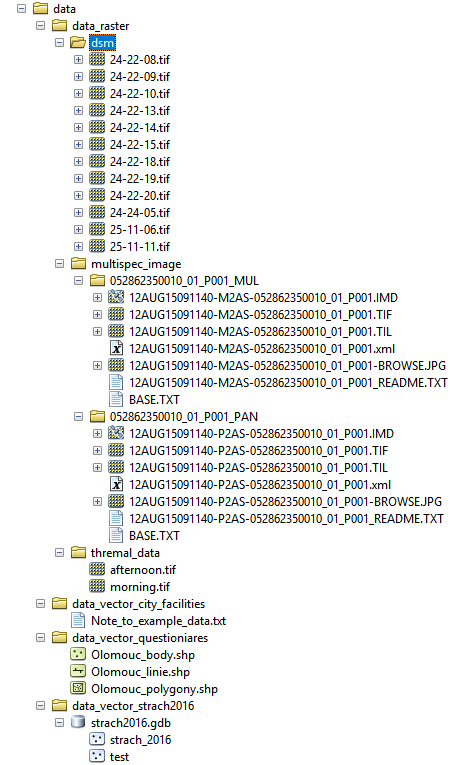 data
data_raster
dsm
24-22-08.tif
24-22-09.tif
24-22-10.tif
24-22-13.tif
24-22-14.tif
24-22-15.tif
24-22-18.tif
24-22-19.tif
24-22-20.tif
24-24-05.tif
25-11-06.tif
25-11-11.tif
multispec_image
052862350010_01_P001_MUL
12AUG15091140-M2AS-052862350010_01_P001.IMD
12AUG15091140-M2AS-052862350010_01_P001.TIF
12AUG15091140-M2AS-052862350010_01_P001.TIL
12AUG15091140-M2AS-052862350010_01_P001.xml
12AUG15091140-M2AS-052862350010_01_P001-BROWSE.JPG
12AUG15091140-M2AS-052862350010_01_P001_README.TXT
BASE.TXT
052862350010_01_P001_PAN
12AUG15091140-P2AS-052862350010_01_P001.IMD
12AUG15091140-P2AS-052862350010_01_P001.TIF
12AUG15091140-P2AS-052862350010_01_P001.TIL
12AUG15091140-P2AS-052862350010_01_P001.xml
12AUG15091140-P2AS-052862350010_01_P001-BROWSE.JPG
12AUG15091140-P2AS-052862350010_01_P001_README.TXT
BASE.TXT
thremal_data
afternoon.tif
morning.tif
data_vector_city_facilities
Note_to_example_data.txt
data_vector_questioniares
Olomouc_body.shp
Olomouc_linie.shp
Olomouc_polygony.shp
data_vector_strach2016
strach2016.gdb
strach_2016
test